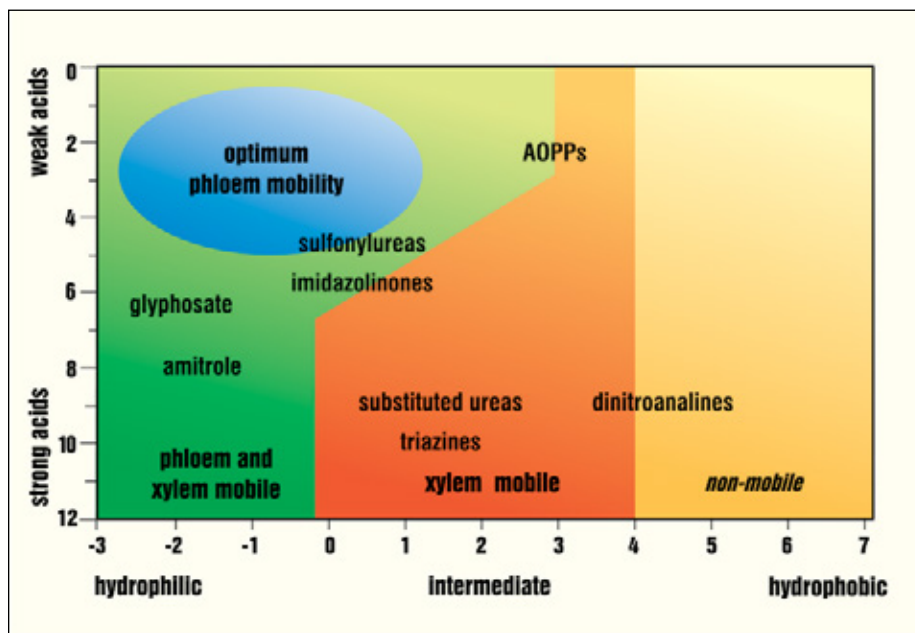 weak acids
strong acids
0
2
4
6
8
10
12
optimum
phloem mobility
AOPPs
sulfonylureas
imidazolinones
glyphosate
amitrole
substituted ureas
dinitroanalines
triazines
phloem and
xylem mobile
xylem mobile
non-mobile
-3 -2 -1 0 1 2 3 4 5 6 7
hydrophilic intermediate hydrophobic